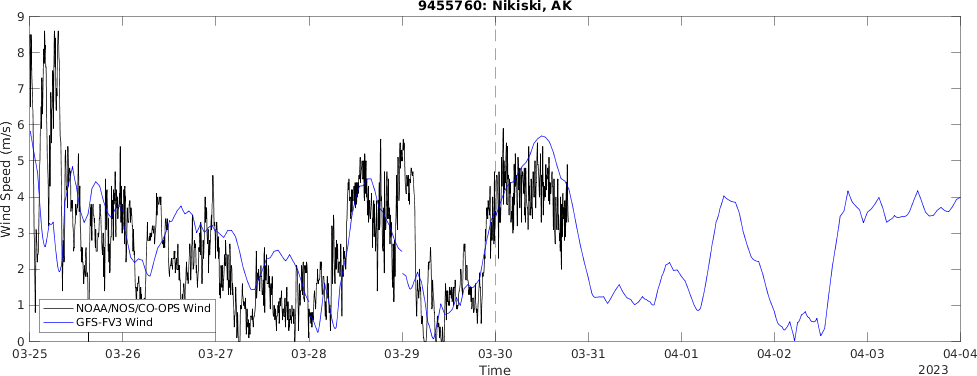 9455760: Nikiski, AK
9
8
7
6
5
4
3
2
1
0
Wind Speed (m/s)
NOAA/NOS/CO-OPS Wind
GFS-FV3 Wind
03-25 03-26 03-27 03-28 03-29 03-30 03-31 04-01 04-02 04-03 04-04
Time
2023